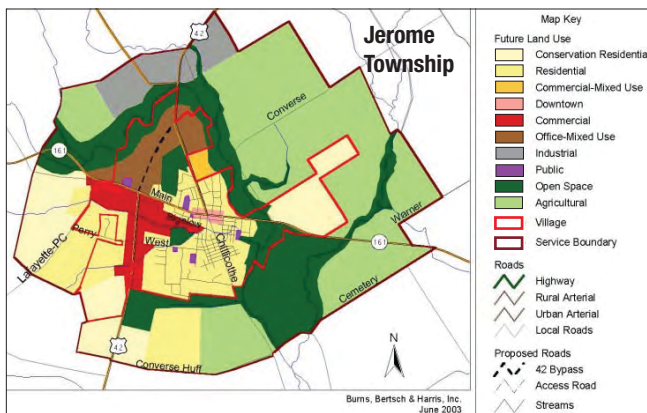 Jerome
Township
42
Converse
161
Main
Perry
West
Chillicothe
Lafayette-PC
Warner
161
Cemetery
42
Converse Huff
N
Burns, Bertsch & Harris, Inc.
June 2003
Map Key
Future Land Use
Conservation Residential
Residential
Commercial-Mixed Use
Downtown
Commercial
Office-Mixed Use
Industrial
Public
Open Space
Agricultural
Village
Service Boundary
Roads
Highway
Rural Arterial
Urban Arterial
Local Roads
Proposed Roads
42 Bypass
Access Road
Streams